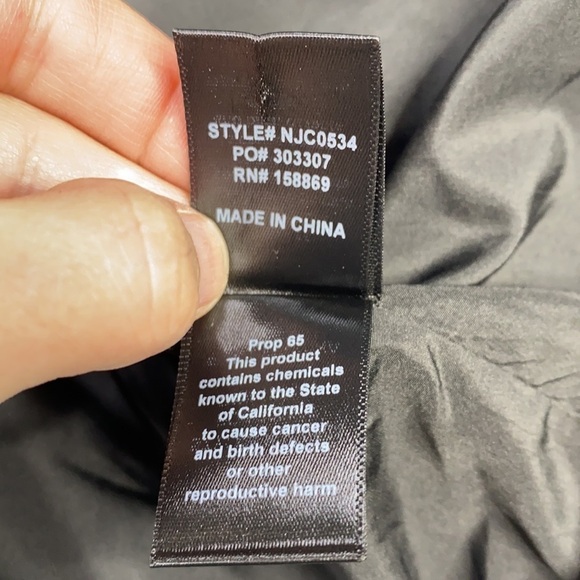 STYLE# NJC0534
PO# 303307
RN# 158869
MADE IN CHINA
Prop 65
This product
contains chemicals
known to the State
of California
to cause cancer
and birth defects
or other
reproductive harm